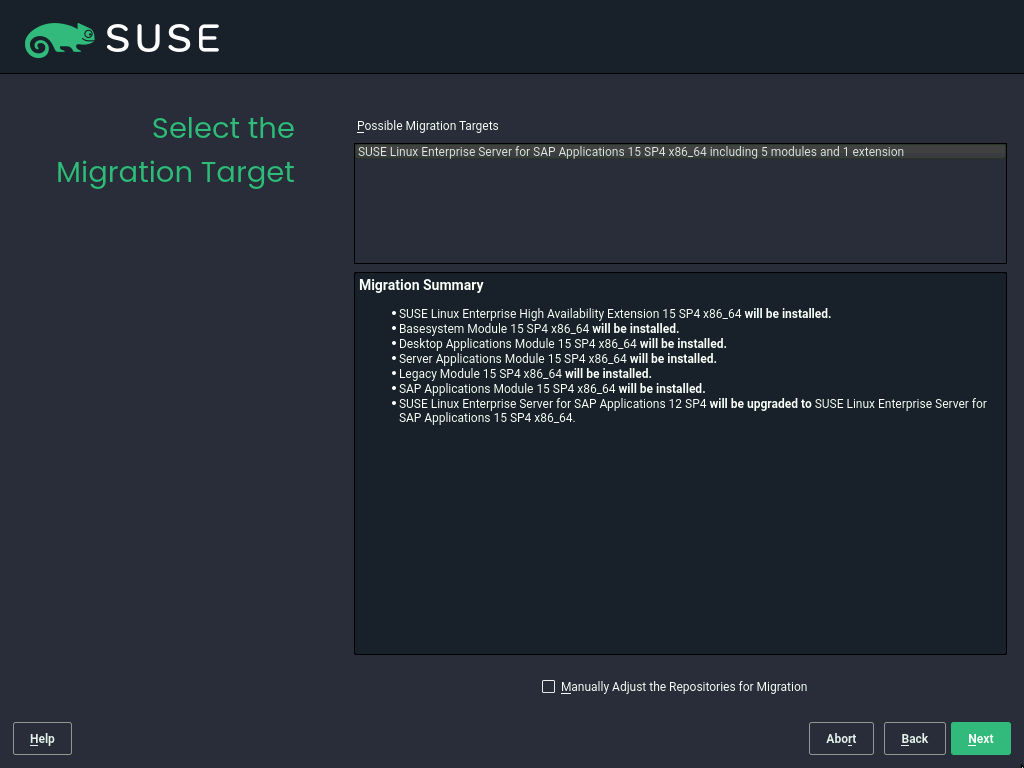 SUSE
Select the
Migration Target
Possible Migration Targets
SUSE Linux Enterprise Server for SAP Applications 15 SP4 x86_64 including 5 modules and 1 extension
Migration Summary
• SUSE Linux Enterprise High Availability Extension 15 SP4 x86_64 will be installed.
• Basesystem Module 15 SP4 x86_64 will be installed.
• Desktop Applications Module 15 SP4 x86_64 will be installed.
• Server Applications Module 15 SP4 x86_64 will be installed.
• Legacy Module 15 SP4 x86_64 will be installed.
• SAP Applications Module 15 SP4 x86_64 will be installed.
• SUSE Linux Enterprise Server for SAP Applications 12 SP4 will be upgraded to SUSE Linux Enterprise Server for
SAP Applications 15 SP4 x86_64.
Manually Adjust the Repositories for Migration
Help
Abort
Back
Next